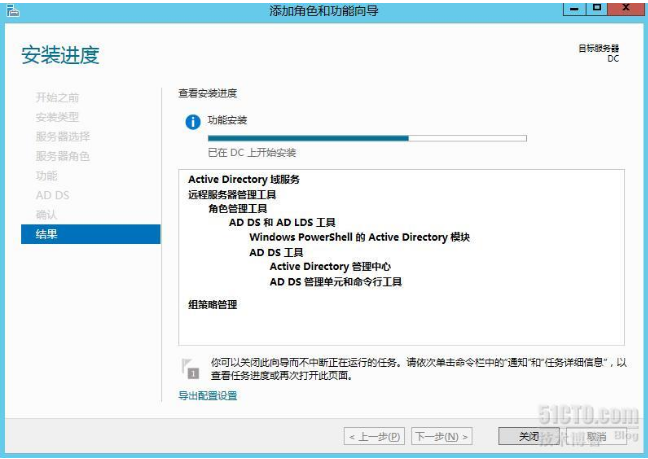 添加角色和功能向导
安装进度
目标服务器
DC
开始之前
安装类型
服务器选择
服务器角色
功能
AD DS
确认
结果
查看安装进度
功能安装
已在 DC 上开始安装
Active Directory 域服务
远程服务器管理工具
角色管理工具
AD DS 和 AD LDS 工具
Windows PowerShell 的 Active Directory 模块
AD DS 工具
Active Directory 管理中心
AD DS 管理单元和命令行工具
组策略管理
1
你可以关闭此向导而不中断正在运行的任务。请依次单击命令栏中的“通知”和“任务详细信息”，以
查看任务进度或再次打开此页面。
导出配置设置
< 上一步(P)
下一步(N) >
关闭
取消
51CTO.com
技术博客 Blog